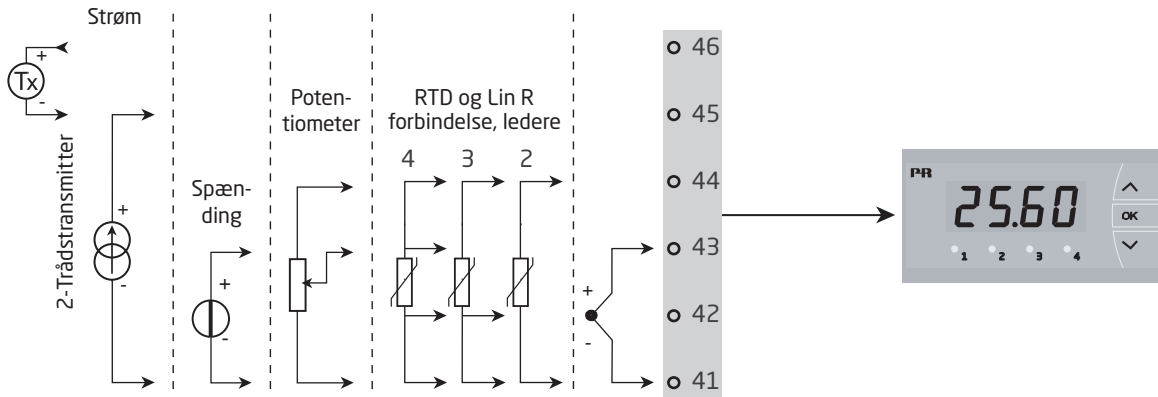 Strøm
+
Tx
-
2-Trådstransmitter
+
-
Spæn-
ding
+
-
Poten-
tiometer
RTD og Lin R
forbindelse, ledere
4 3 2
+
-
46
45
44
43
42
41
PR
25.60
OK
1 2 3 4